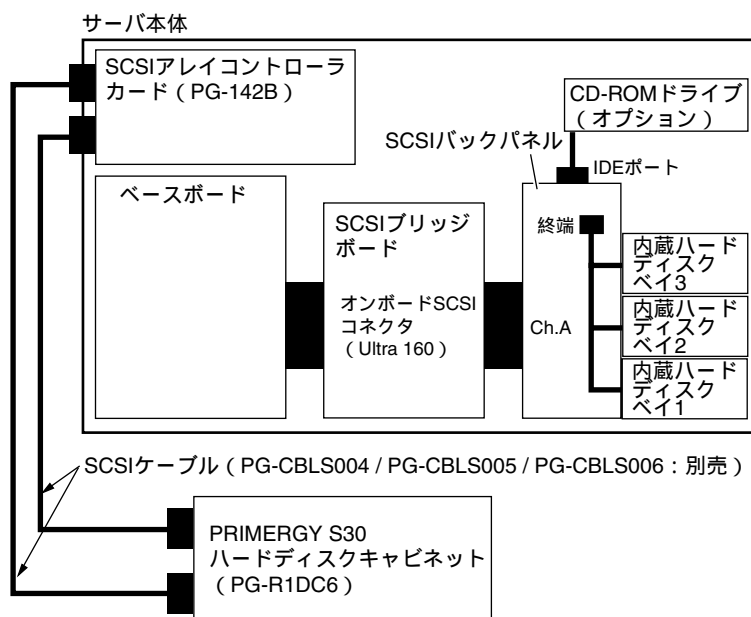 サーバ本体
SCSIアレイコントローラ
カード（PG-142B）
CD-ROMドライブ
（オプション）
SCSIバックパネル
IDEポート
ベースボード
SCSIブリッジ
ボード
オンボードSCSI
コネクタ
（Ultra 160）
終端
Ch.A
内蔵ハード
ディスク
ベイ3
内蔵ハード
ディスク
ベイ2
内蔵ハード
ディスク
ベイ1
SCSIケーブル（PG-CBLS004 / PG-CBLS005 / PG-CBLS006：別売）
PRIMERGY S30
ハードディスクキャビネット
（PG-R1DC6）